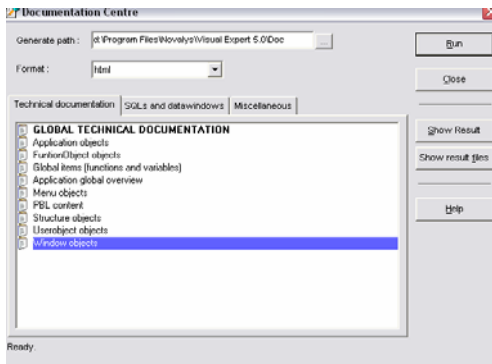 Documentation Centre
Generate path : ct\Program Files\Novalys\Visual Expert 5.0\Doc ...
Run
Format : html
Close
Technical documentation SQLs and datawindows Miscellaneous
GLOBAL TECHNICAL DOCUMENTATION
Application objects
Show Result
FuntionObject objects
Global items (functions and variables)
Show result files
Application global overview
Menu objects
PBL content
Structure objects
Help
Userobject objects
Window objects
Ready.